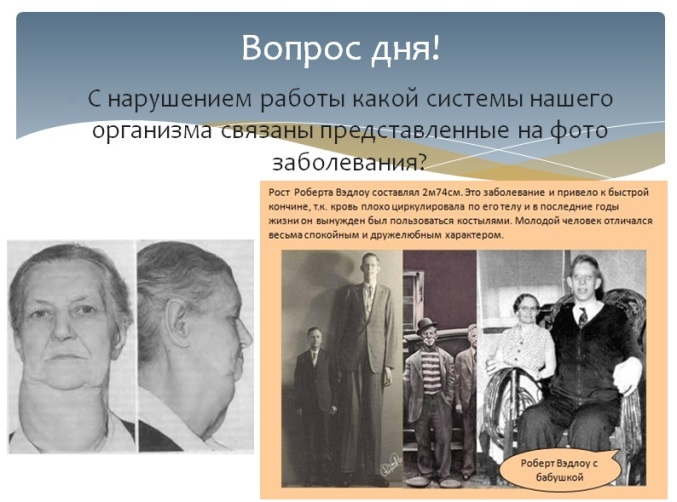 Вопрос дня!
С нарушением работы какой системы нашего
организма связаны представленные на фото
заболевания?
Рост Роберта Вэдлоу составлял 2м74см. Это заболевание и привело к быстрой
кончине, т.к. кровь плохо циркулировала по его телу и в последние годы
жизни он вынужден был пользоваться костылями. Молодой человек отличался
весьма спокойным и дружелюбным характером.
Роберт Вэдлоу с
бабушкой